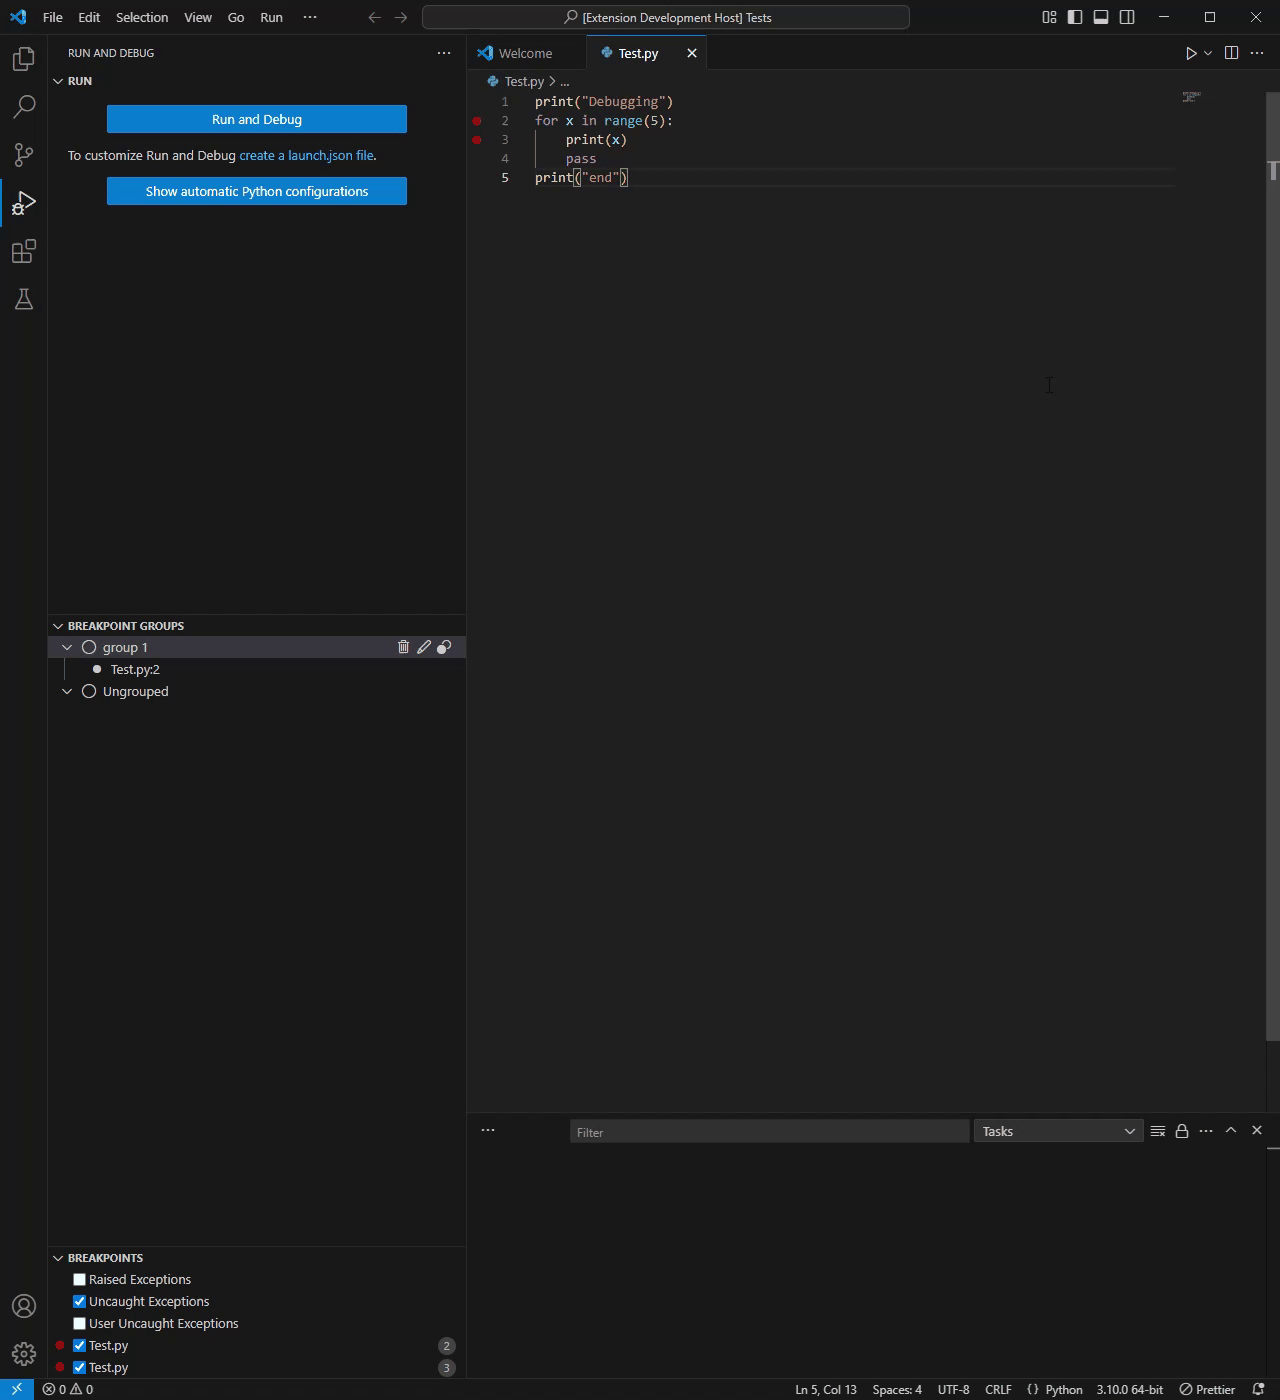 File Edit Selection View Go Run ··· [Extension Development Host] Tests
RUN AND DEBUG
RUN
Run and Debug
To customize Run and Debug create a launch.json file.
Show automatic Python configurations
BREAKPOINT GROUPS
group 1
Test.py:2
Ungrouped
BREAKPOINTS
Raised Exceptions
Uncaught Exceptions
User Uncaught Exceptions
Test.py 2
Test.py 3
Welcome Test.py
Test.py > ...
1 print("Debugging")
2 for x in range(5):
3 print(x)
4 pass
5 print("end")
Filter Tasks
0 0 Ln 5, Col 13 Spaces: 4 UTF-8 CRLF {} Python 3.10.0 64-bit Prettier